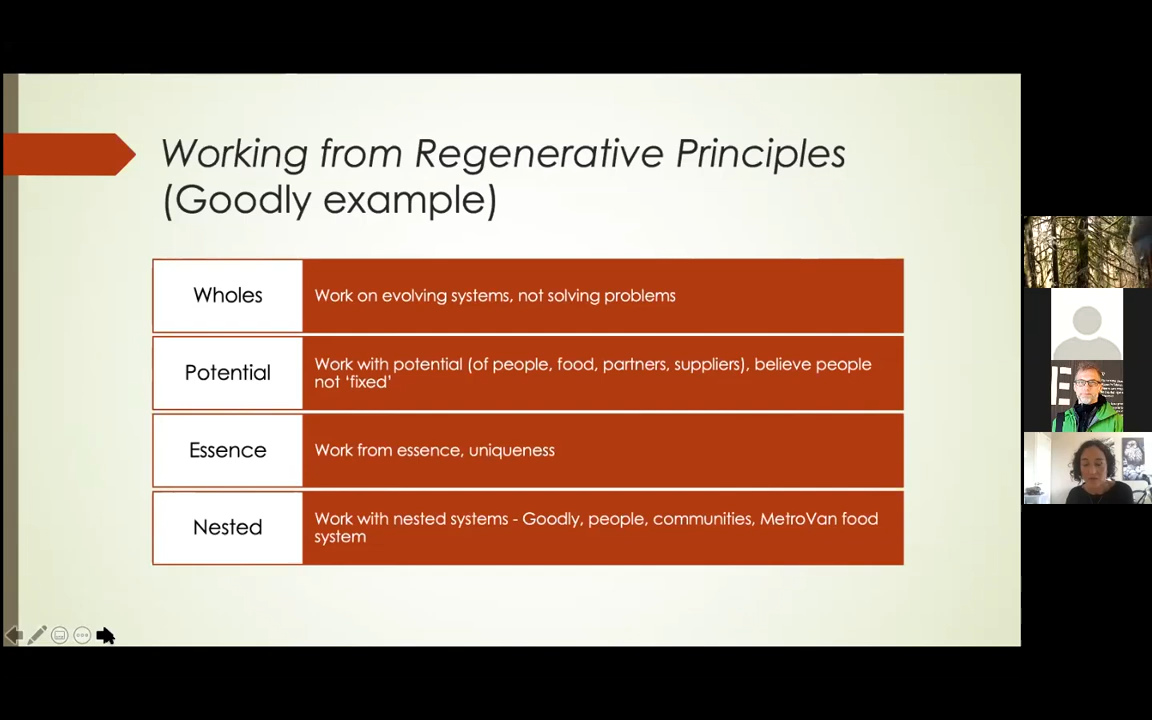 Working from Regenerative Principles
(Goodly example)
Wholes
Work on evolving systems, not solving problems
Potential
Work with potential (of people, food, partners, suppliers), believe people
not ‘fixed’
Essence
Work from essence, uniqueness
Nested
Work with nested systems - Goodly, people, communities, MetroVan food
system